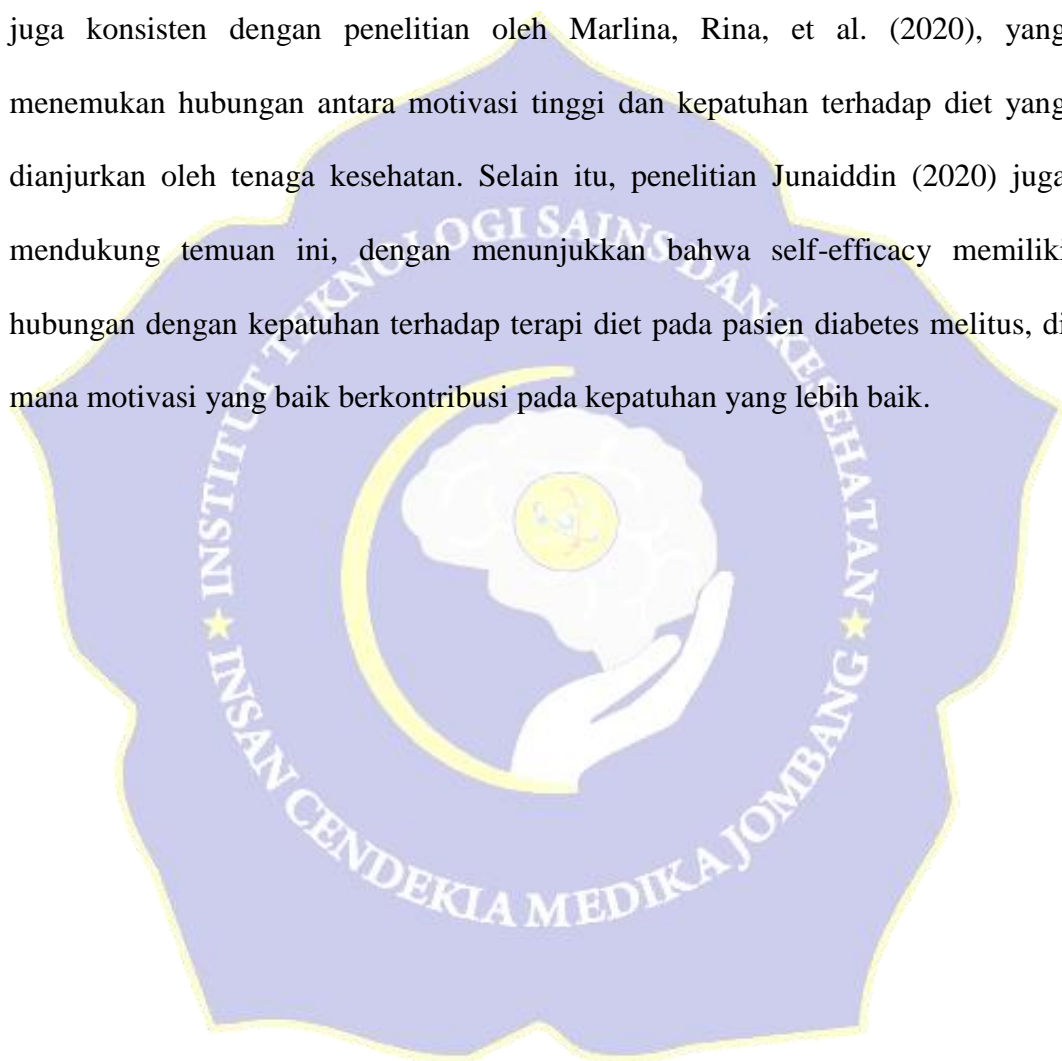 juga konsisten dengan penelitian oleh Marlina, Rina, et al. (2020), yang
menemukan hubungan antara motivasi tinggi dan kepatuhan terhadap diet yang
dianjurkan oleh tenaga kesehatan. Selain itu, penelitian Junaiddin (2020) juga
mendukung temuan ini, dengan menunjukkan bahwa self-efficacy memiliki
hubungan dengan kepatuhan terhadap terapi diet pada pasien diabetes melitus, di
mana motivasi yang baik berkontribusi pada kepatuhan yang lebih baik.
INSTITUT TEKNOLOGI SAINS DAN KESEHATAN
INSAN CENDEKIA MEDIKA JOMBANG